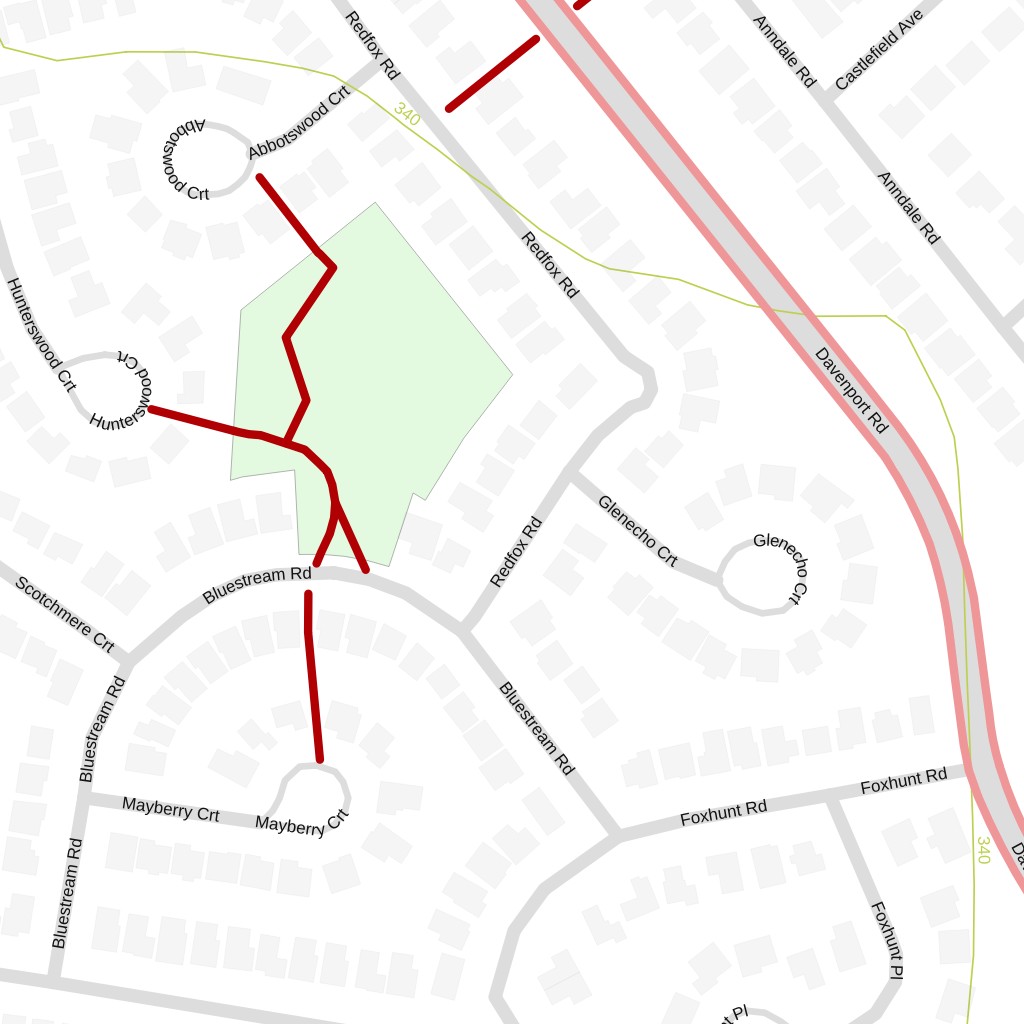 Redfox Rd
Anndale Rd
Castlefield Ave
340
Abbotswood Crt
Abbotswood Crt
Anndale Rd
Redfox Rd
Hunterswood Crt
Hunterswood Crt
Davenport Rd
Glenecho Crt
Redfox Rd
Glenecho Crt
Bluestream Rd
Scotchmere Crt
Bluestream Rd
Bluestream Rd
Foxhunt Rd
Foxhunt Rd
Mayberry Crt
Mayberry Crt
340
Bluestream Rd
Foxhunt Pl
Pl